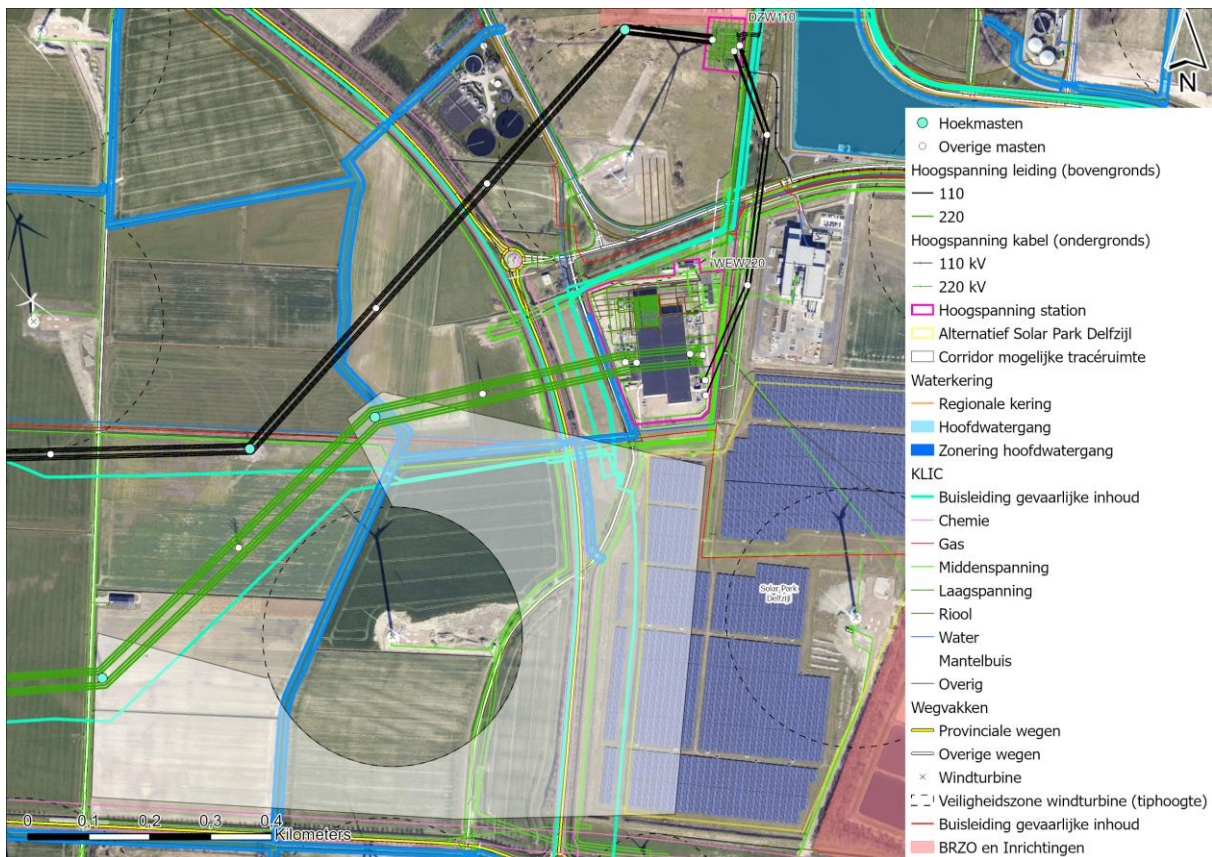 DZW110
N
WEW220
Solar Park
Delfzijl
0 0,1 0,2 0,3 0,4
Kilometers
Hoekmasten
Overige masten
Hoogspanning leiding (bovengronds)
110
220
Hoogspanning kabel (ondergronds)
110 kV
220 kV
Hoogspanning station
Alternatief Solar Park Delfzijl
Corridor mogelijke tracéruimte
Waterkering
Regionale kering
Hoofdwatergang
Zonering hoofdwatergang
KLIC
Buisleiding gevaarlijke inhoud
Chemie
Gas
Middenspanning
Laagspanning
Riool
Water
Mantelbuis
Overig
Wegvakken
Provinciale wegen
Overige wegen
Windturbine
Veiligheidszone windturbine (tiphoogte)
Buisleiding gevaarlijke inhoud
BRZO en Inrichtingen